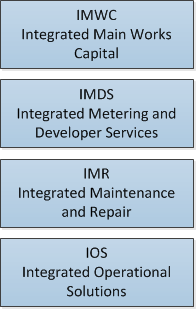 IMWC
Integrated Main Works
Capital
IMDS
Integrated Metering and
Developer Services
IMR
Integrated Maintenance
and Repair
IOS
Integrated Operational
Solutions